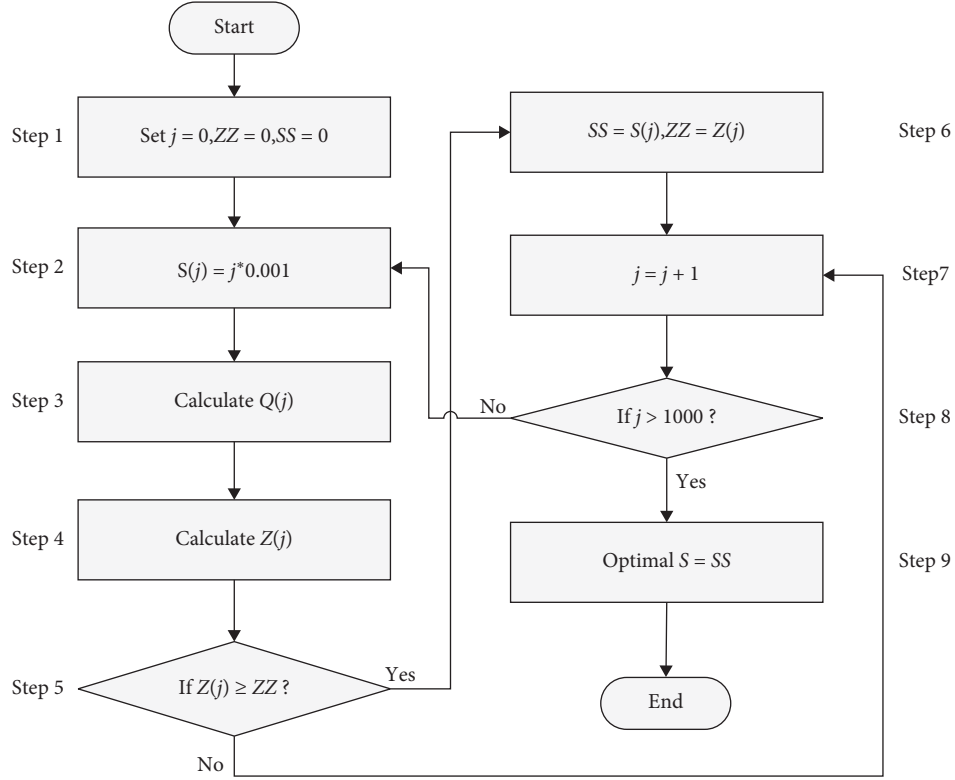 Start
Step 1
Set j = 0,ZZ = 0,SS = 0
Step 2
S(j) = j*0.001
Step 3
Calculate Q(j)
Step 4
Calculate Z(j)
Step 5
If Z(j) ≥ ZZ ?
Yes
No
SS = S(j),ZZ = Z(j)
Step 6
j = j + 1
Step7
No
If j > 1000 ?
Step 8
Yes
Optimal S = SS
Step 9
End